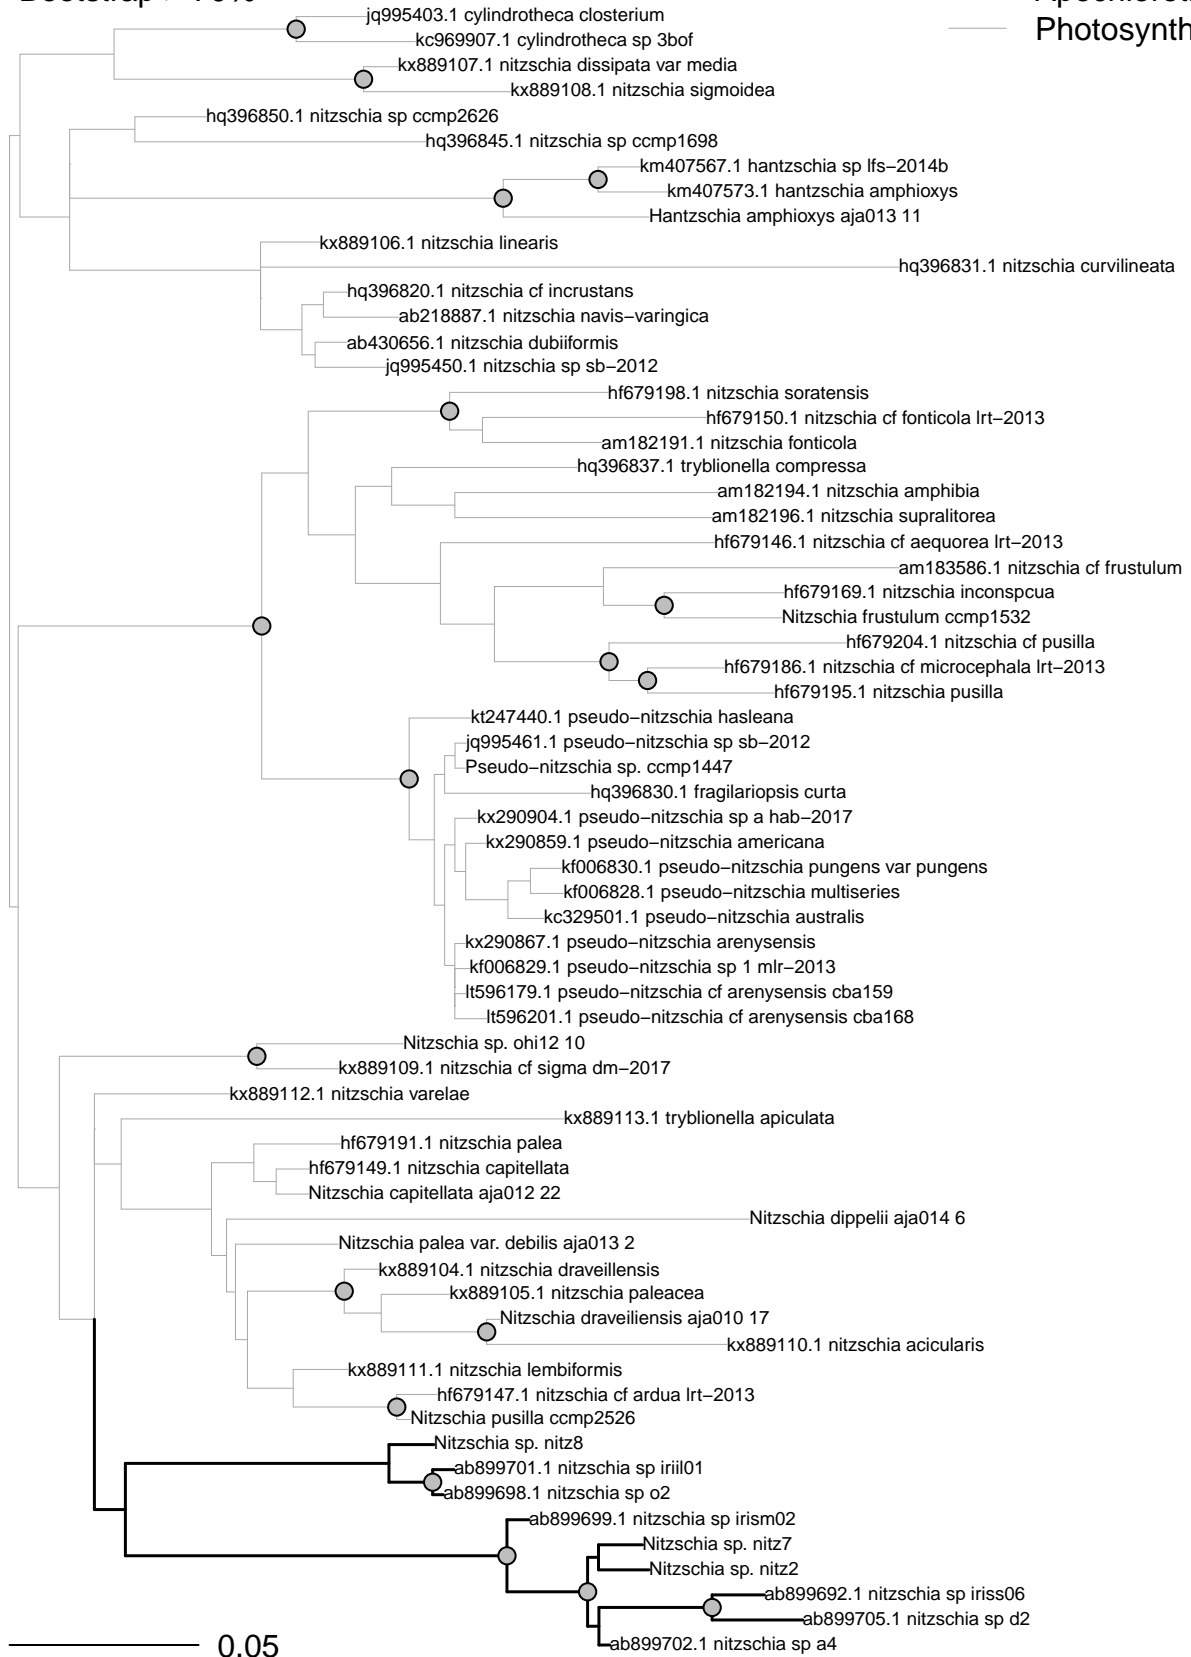 jq995403.1 cylindrotheca closterium
Photosynth
kc969907.1 cylindrotheca sp 3bof
kx889107.1 nitzschia dissipata var media
kx889108.1 nitzschia sigmoidea
hq396850.1 nitzschia sp ccmp2626
hq396845.1 nitzschia sp ccmp1698
km407567.1 hantzschia sp lfs−2014b
km407573.1 hantzschia amphioxys
Hantzschia amphioxys aja013 11
kx889106.1 nitzschia linearis
hq396831.1 nitzschia curvilineata
hq396820.1 nitzschia cf incrustans
ab218887.1 nitzschia navis−varingica
ab430656.1 nitzschia dubiiformis
jq995450.1 nitzschia sp sb−2012
hf679198.1 nitzschia soratensis
hf679150.1 nitzschia cf fonticola lrt−2013
am182191.1 nitzschia fonticola
hq396837.1 tryblionella compressa
am182194.1 nitzschia amphibia
am182196.1 nitzschia supralitorea
hf679146.1 nitzschia cf aequorea lrt−2013
am183586.1 nitzschia cf frustulum
hf679169.1 nitzschia inconspcua
Nitzschia frustulum ccmp1532
hf679204.1 nitzschia cf pusilla
hf679186.1 nitzschia cf microcephala lrt−2013
hf679195.1 nitzschia pusilla
kt247440.1 pseudo−nitzschia hasleana
jq995461.1 pseudo−nitzschia sp sb−2012
Pseudo−nitzschia sp. ccmp1447
hq396830.1 fragilariopsis curta
kx290904.1 pseudo−nitzschia sp a hab−2017
kx290859.1 pseudo−nitzschia americana
kf006830.1 pseudo−nitzschia pungens var pungens
kf006828.1 pseudo−nitzschia multiseries
kc329501.1 pseudo−nitzschia australis
kx290867.1 pseudo−nitzschia arenysensis
kf006829.1 pseudo−nitzschia sp 1 mlr−2013
lt596179.1 pseudo−nitzschia cf arenysensis cba159
lt596201.1 pseudo−nitzschia cf arenysensis cba168
Nitzschia sp. ohi12 10
kx889109.1 nitzschia cf sigma dm−2017
kx889112.1 nitzschia varelae
kx889113.1 tryblionella apiculata
hf679191.1 nitzschia palea
hf679149.1 nitzschia capitellata
Nitzschia capitellata aja012 22
Nitzschia dippelii aja014 6
Nitzschia palea var. debilis aja013 2
kx889104.1 nitzschia draveillensis
kx889105.1 nitzschia paleacea
Nitzschia draveiliensis aja010 17
kx889110.1 nitzschia acicularis
kx889111.1 nitzschia lembiformis
hf679147.1 nitzschia cf ardua lrt−2013
Nitzschia pusilla ccmp2526
Nitzschia sp. nitz8
ab899701.1 nitzschia sp iriil01
ab899698.1 nitzschia sp o2
ab899699.1 nitzschia sp irism02
Nitzschia sp. nitz7
Nitzschia sp. nitz2
ab899692.1 nitzschia sp iriss06
ab899705.1 nitzschia sp d2
ab899702.1 nitzschia sp a4
0.05